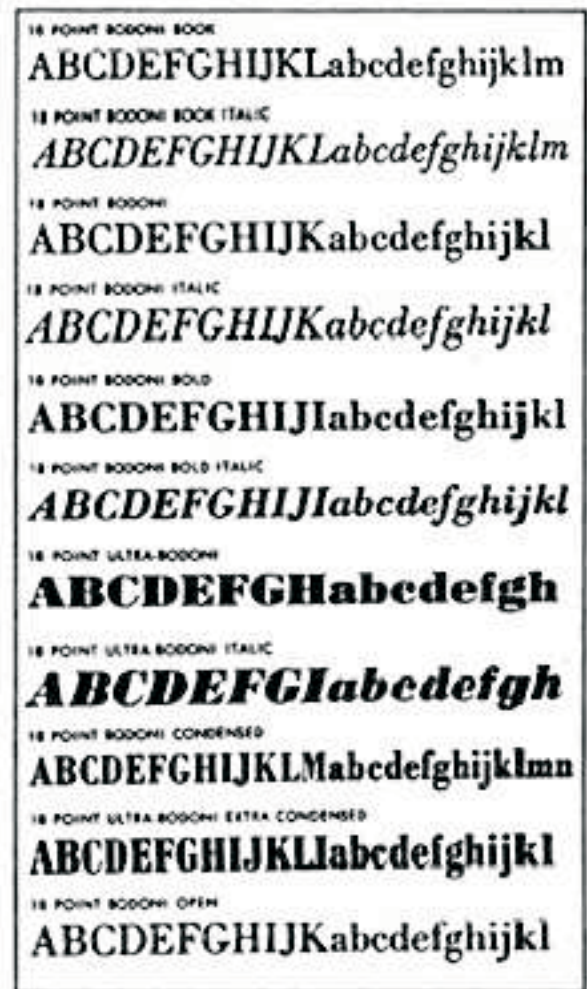 18 POINT BODONI BOOK
ABCDEFGHIJKLabcdefghijklm
18 POINT BODONI BOOK ITALIC
ABCDEFGHIJKLabcdefghijklm
18 POINT BODONI
ABCDEFGHIJKabcdefghijkl
18 POINT BODONI ITALIC
ABCDEFGHIJKabcdefghijkl
18 POINT BODONI BOLD
ABCDEFGHIJIabcdefghijkl
18 POINT BODONI BOLD ITALIC
ABCDEFGHIJIabcdefghijkl
18 POINT ULTRA-BODONI
ABCDEFGHabcdefgh
18 POINT ULTRA BODONI ITALIC
ABCDEFGIabcdefgh
18 POINT BODONI CONDENSED
ABCDEFGHIJKLMabcdefghijklmn
18 POINT ULTRA-BODONI EXTRA CONDENSED
ABCDEFGHIJKLIabcdefghijkl
18 POINT BODONI OPEN
ABCDEFGHIJKabcdefghijkl